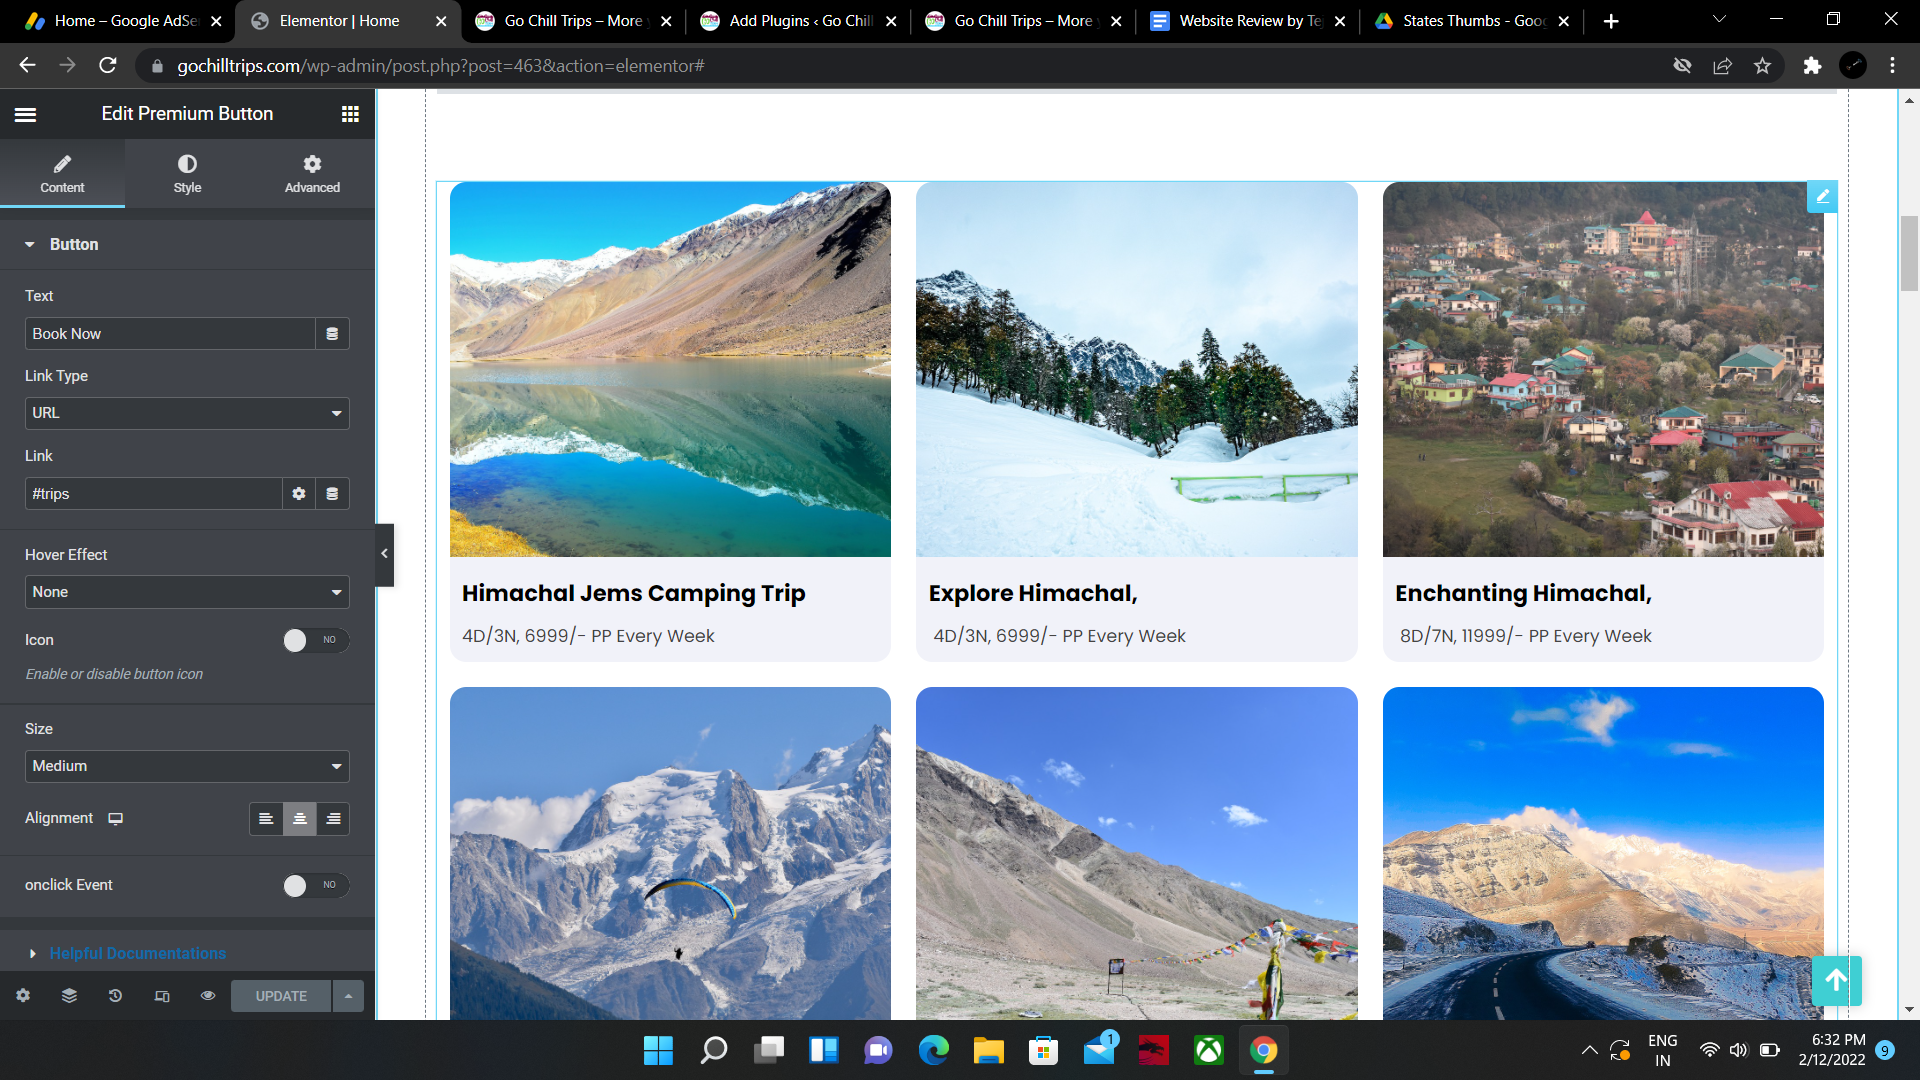 Home – Google AdSe
Elementor | Home
Go Chill Trips – More
Add Plugins ‹ Go Chill
Go Chill Trips – More
Website Review by Te
States Thumbs - Goog
gochilltrips.com/wp-admin/post.php?post=463&action=elementor#
Edit Premium Button
Content
Style
Advanced
Button
Text
Book Now
Link Type
URL
Link
#trips
Hover Effect
None
Icon
NO
Enable or disable button icon
Size
Medium
Alignment
onclick Event
NO
Helpful Documentations
UPDATE
Himachal Jems Camping Trip
4D/3N, 6999/- PP Every Week
Explore Himachal,
4D/3N, 6999/- PP Every Week
Enchanting Himachal,
8D/7N, 11999/- PP Every Week
1
ENG
IN
6:32 PM
2/12/2022
9